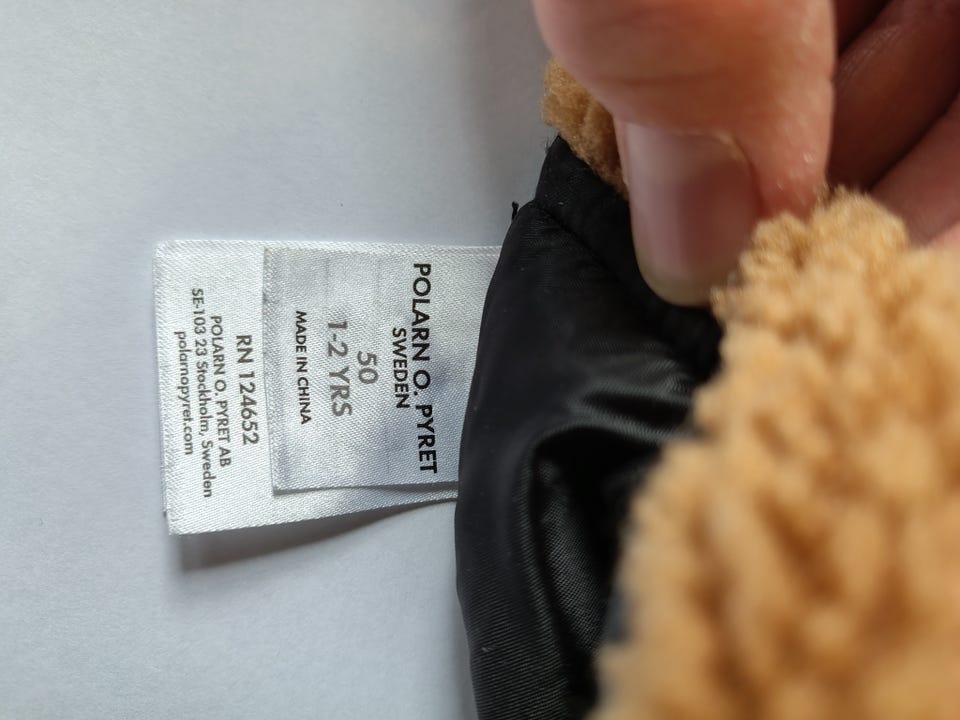 POLARN O. PYRET
SWEDEN
50
1-2 YRS
MADE IN CHINA
RN 124652
POLARN O. PYRET AB
SE-103 23 Stockholm, Sweden
polarnopyret.com